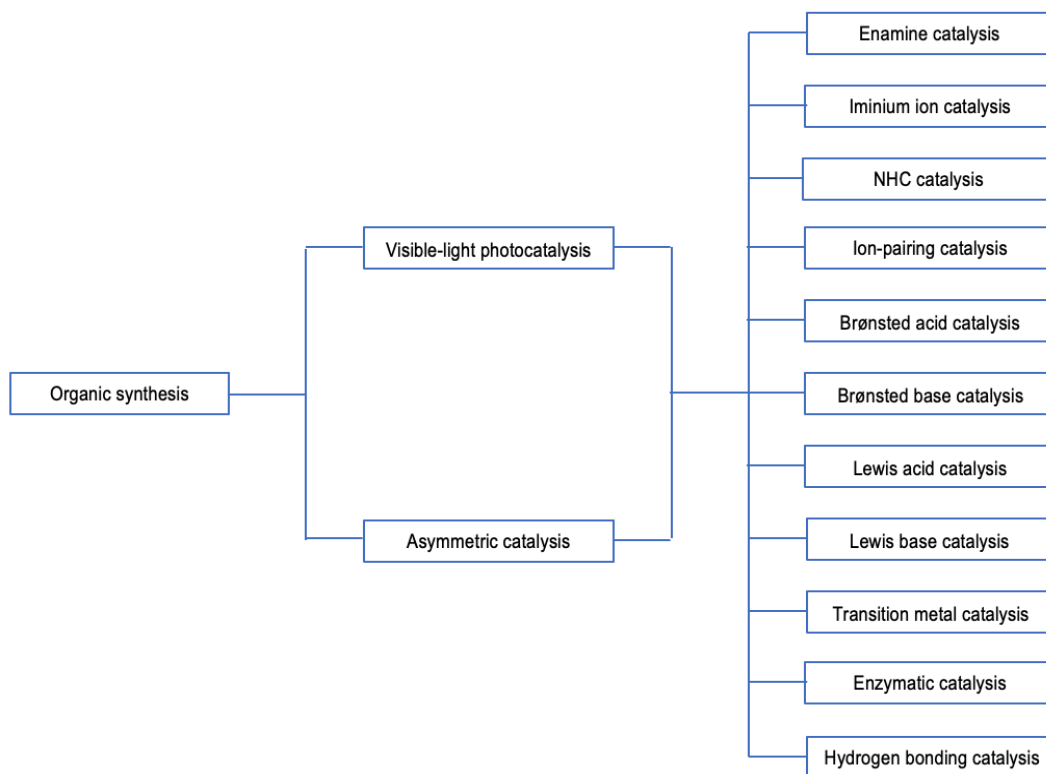 Organic synthesis
Visible-light photocatalysis
Asymmetric catalysis
Enamine catalysis
Iminium ion catalysis
NHC catalysis
Ion-pairing catalysis
Brønsted acid catalysis
Brønsted base catalysis
Lewis acid catalysis
Lewis base catalysis
Transition metal catalysis
Enzymatic catalysis
Hydrogen bonding catalysis